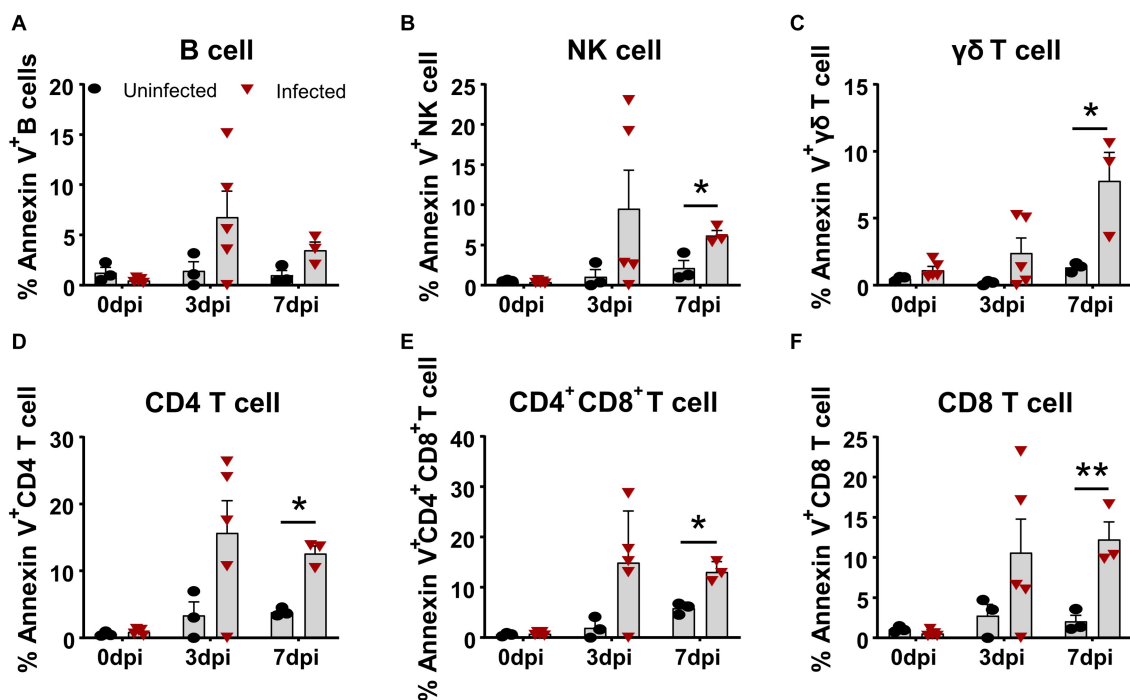 A
B cell
% Annexin V⁺B cells
20
15
10
5
0
Uninfected
Infected
0dpi 3dpi 7dpi
B
NK cell
% Annexin V⁺NK cell
25
20
15
10
5
0
*
0dpi 3dpi 7dpi
C
γδ T cell
% Annexin V⁺γδ T cell
15
10
5
0
*
0dpi 3dpi 7dpi
D
CD4 T cell
% Annexin V⁺CD4 T cell
30
20
10
0
*
0dpi 3dpi 7dpi
E
CD4⁺CD8⁺T cell
% Annexin V⁺CD4⁺CD8⁺T cell
40
30
20
10
0
*
0dpi 3dpi 7dpi
F
CD8 T cell
% Annexin V⁺CD8 T cell
25
20
15
10
5
0
**
0dpi 3dpi 7dpi